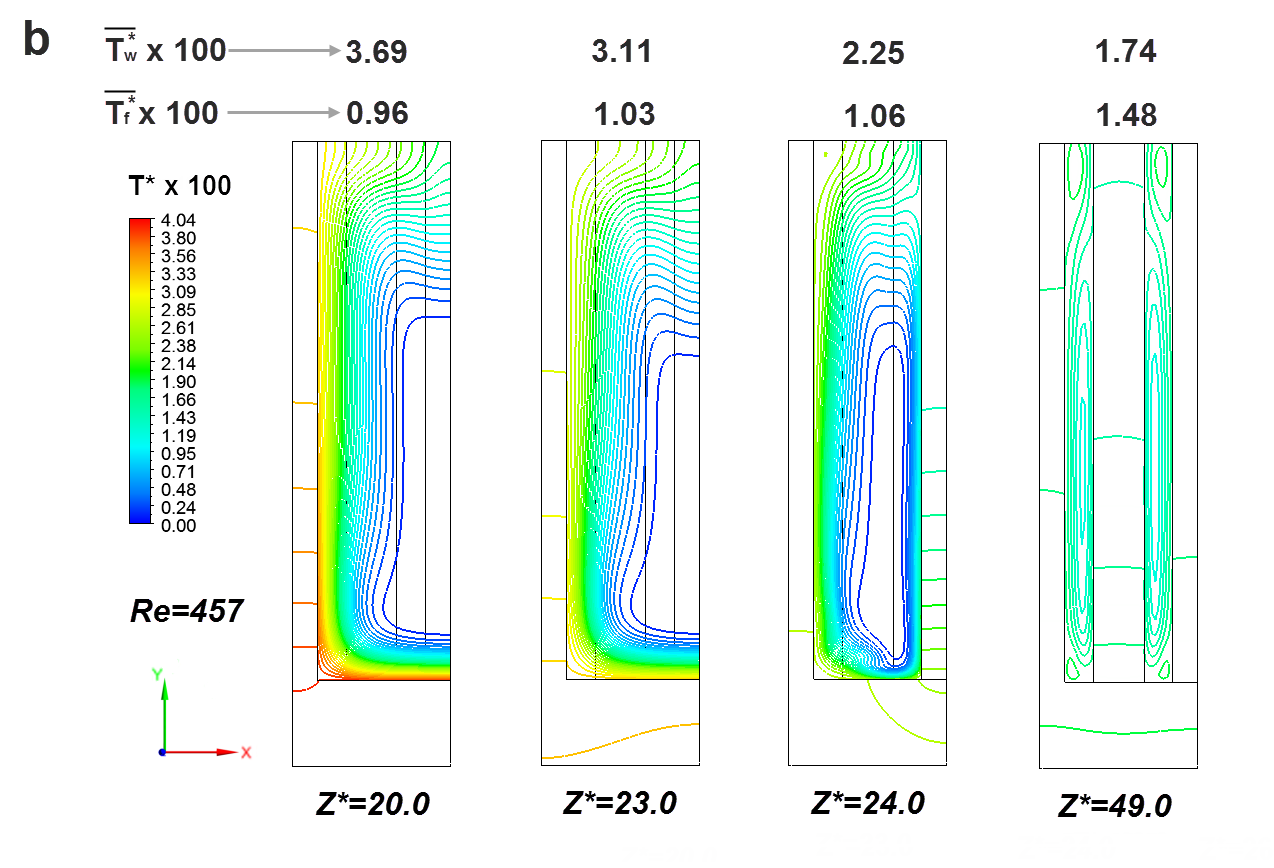 b
T̅w* x 100 3.69 3.11 2.25 1.74
T̅f* x 100 0.96 1.03 1.06 1.48
T* x 100
4.04
3.80
3.56
3.33
3.09
2.85
2.61
2.38
2.14
1.90
1.66
1.43
1.19
0.95
0.71
0.48
0.24
0.00
Re=457
Y
X
Z*=20.0 Z*=23.0 Z*=24.0 Z*=49.0